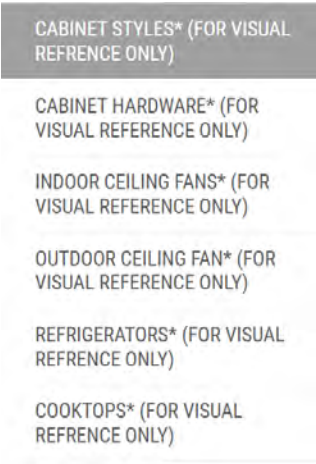 CABINET STYLES* (FOR VISUAL
REFRENCE ONLY)
CABINET HARDWARE* (FOR
VISUAL REFERENCE ONLY)
INDOOR CEILING FANS* (FOR
VISUAL REFERENCE ONLY)
OUTDOOR CEILING FAN* (FOR
VISUAL REFERENCE ONLY)
REFRIGERATORS* (FOR VISUAL
REFRENCE ONLY)
COOKTOPS* (FOR VISUAL
REFRENCE ONLY)